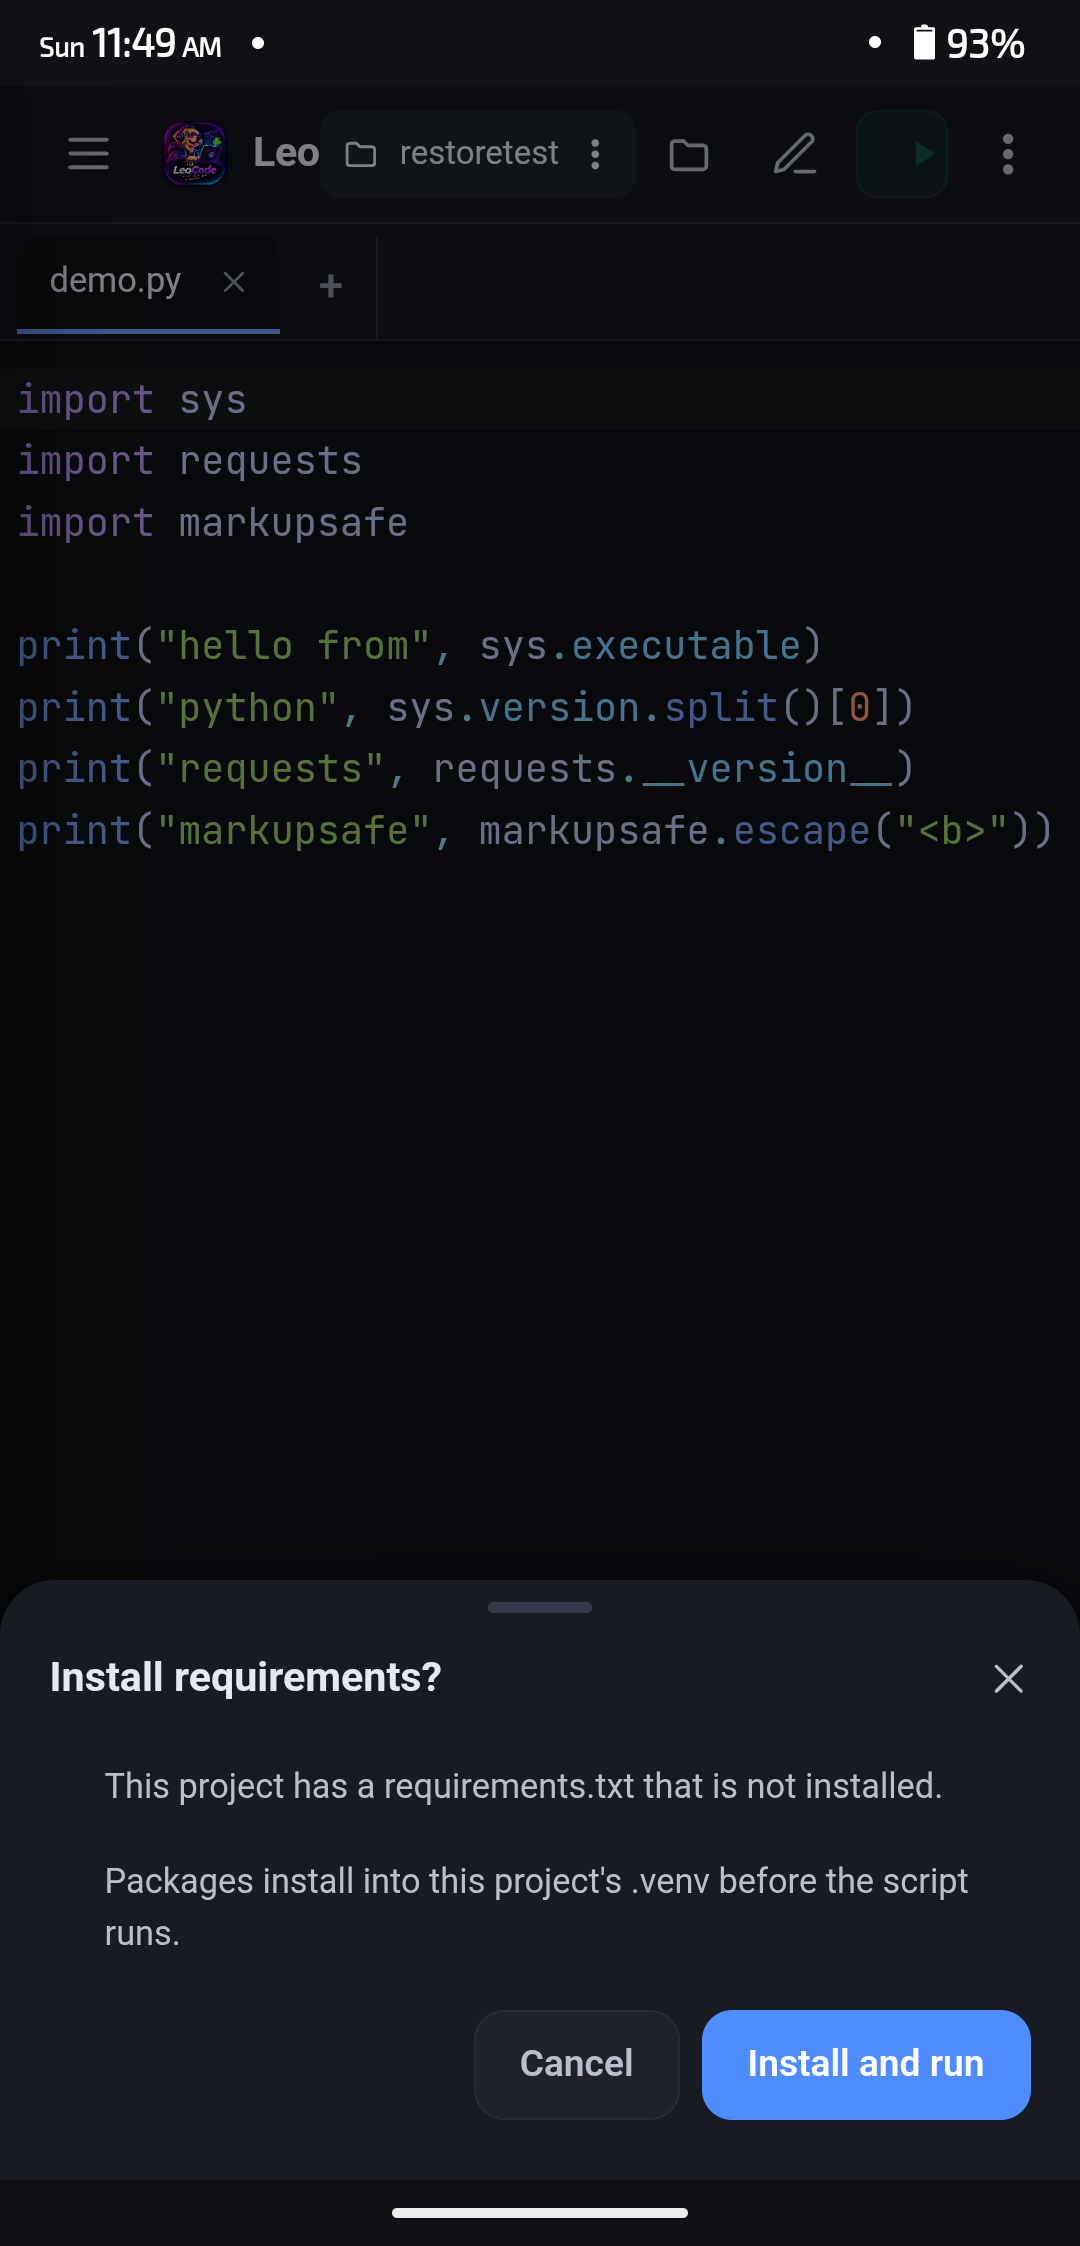 Sun 11:49 AM
93%
LeoCode
Leo
restoretest
demo.py
+
import sys
import requests
import markupsafe
print("hello from", sys.executable)
print("python", sys.version.split()[0])
print("requests", requests.__version__)
print("markupsafe", markupsafe.escape("<b>"))
Install requirements?
This project has a requirements.txt that is not installed.
Packages install into this project's .venv before the script
runs.
Cancel
Install and run